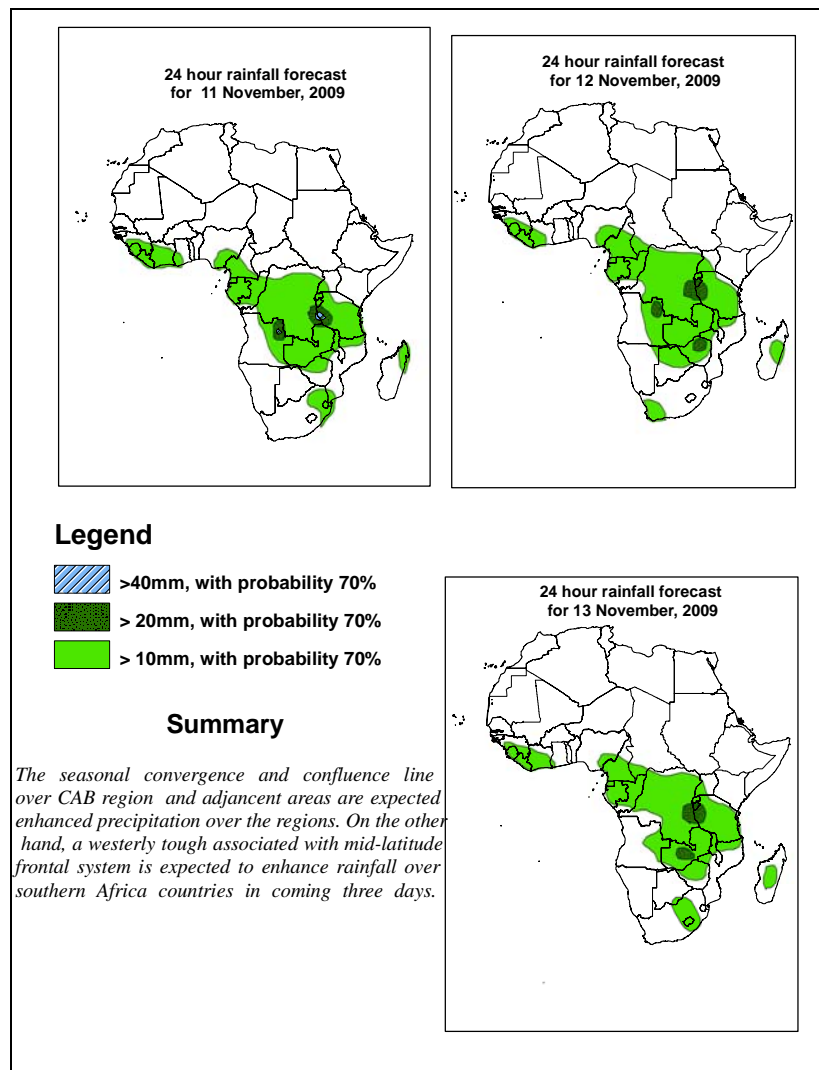 24 hour rainfall forecast
for 11 November, 2009
24 hour rainfall forecast
for 12 November, 2009
Legend
>40mm, with probability 70%
> 20mm, with probability 70%
> 10mm, with probability 70%
24 hour rainfall forecast
for 13 November, 2009
Summary
The seasonal convergence and confluence line
over CAB region and adjancent areas are expected
enhanced precipitation over the regions. On the other
hand, a westerly tough associated with mid-latitude
frontal system is expected to enhance rainfall over
southern Africa countries in coming three days.